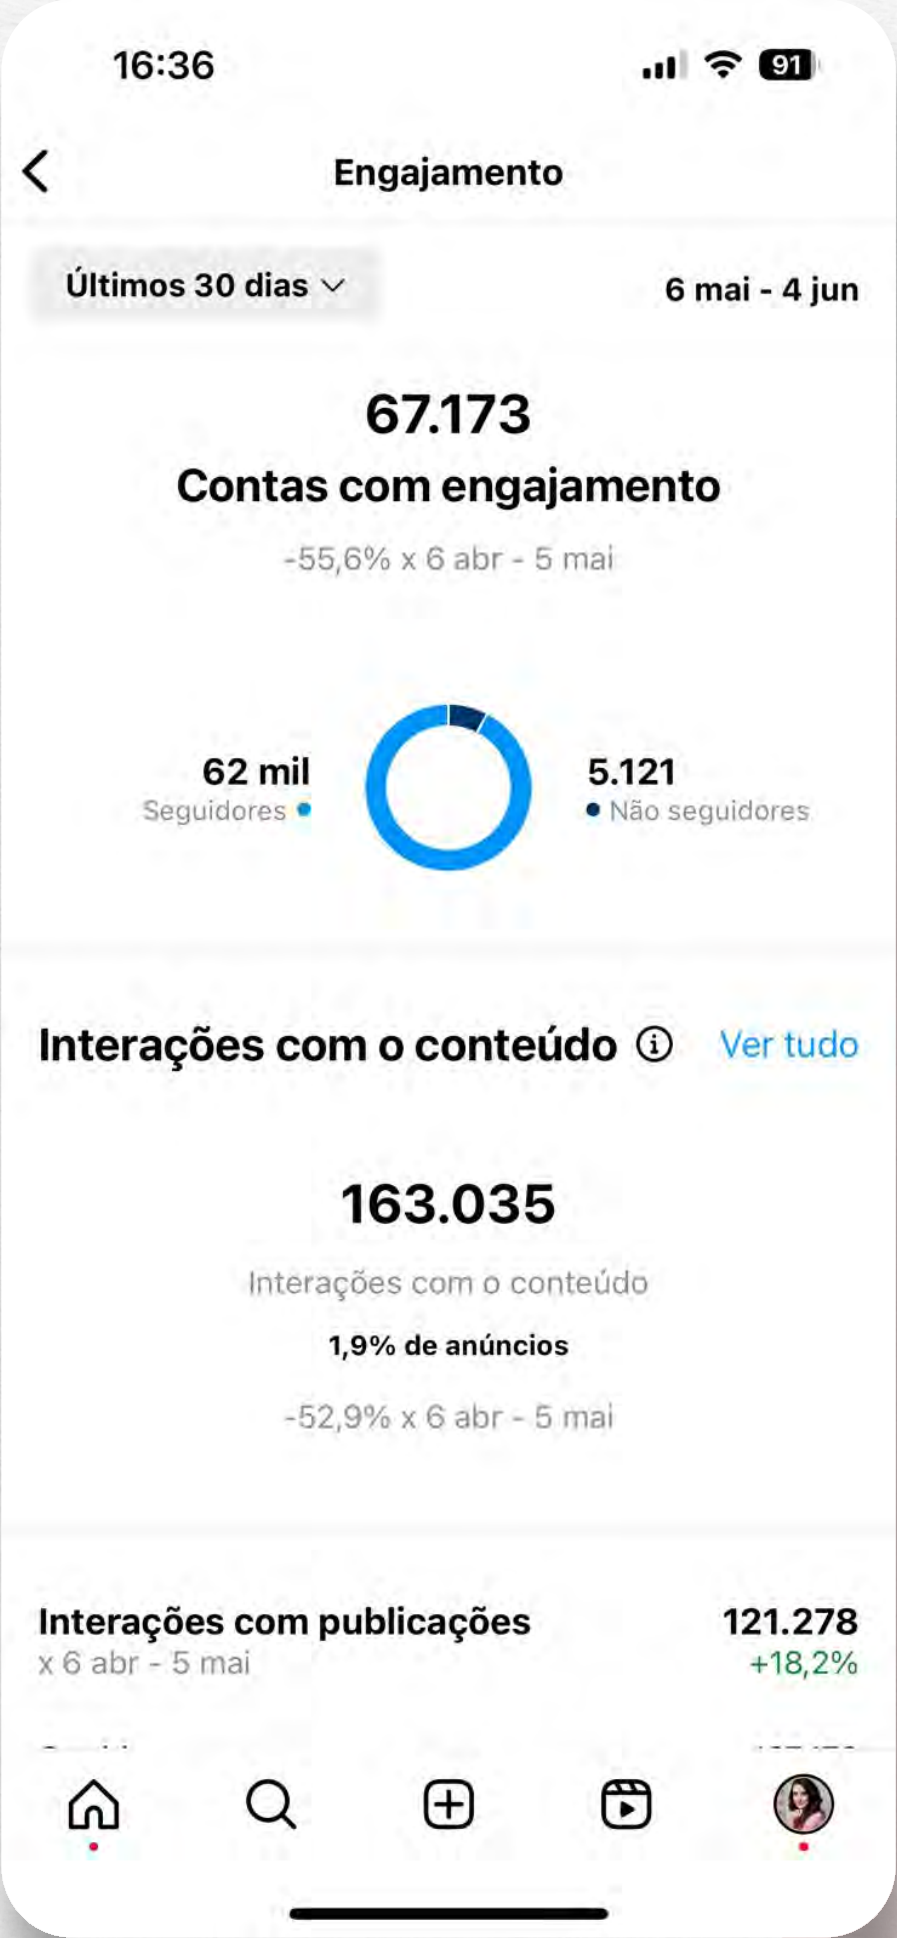 16:36
91
Engajamento
Últimos 30 dias
6 mai - 4 jun
67.173
Contas com engajamento
-55,6% x 6 abr - 5 mai
62 mil
Seguidores
5.121
Não seguidores
Interações com o conteúdo
Ver tudo
163.035
Interações com o conteúdo
1,9% de anúncios
-52,9% x 6 abr - 5 mai
Interações com publicações
121.278
x 6 abr - 5 mai
+18,2%